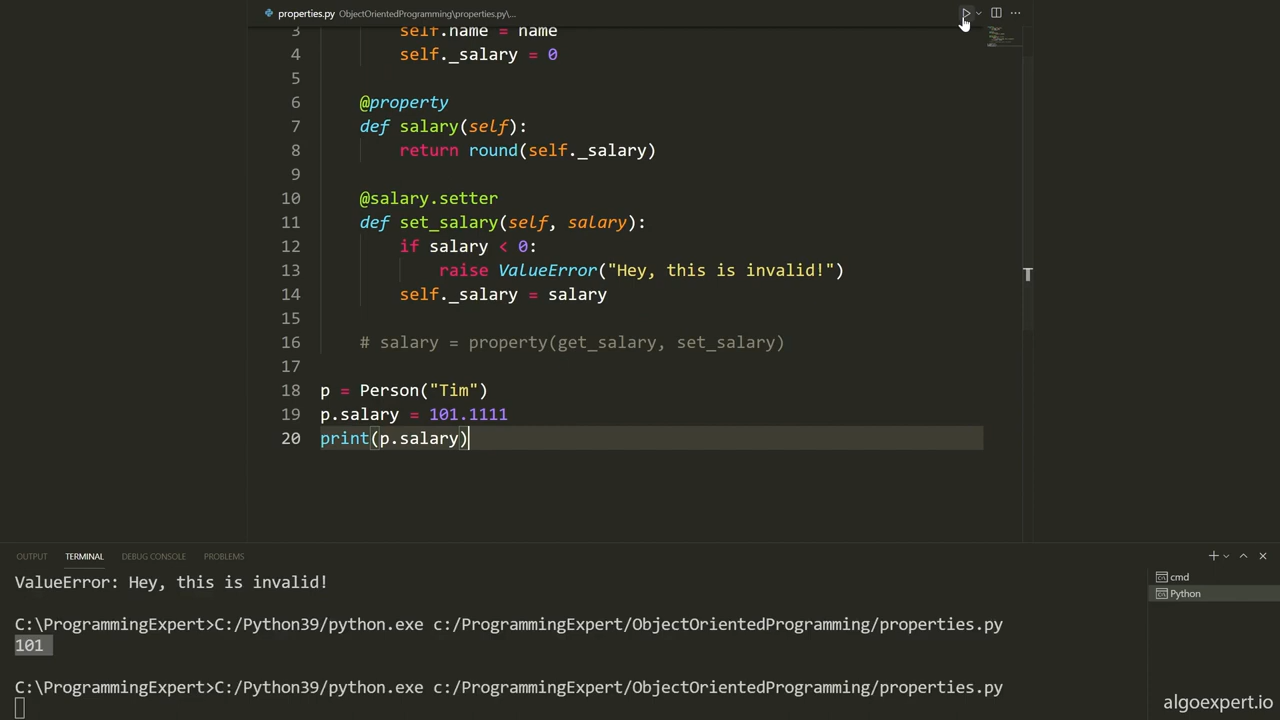 properties.py ObjectOrientedProgramming\properties.py\...
3 self.name = name
4 self._salary = 0
5
6 @property
7 def salary(self):
8 return round(self._salary)
9
10 @salary.setter
11 def set_salary(self, salary):
12 if salary < 0:
13 raise ValueError("Hey, this is invalid!")
14 self._salary = salary
15
16 # salary = property(get_salary, set_salary)
17
18 p = Person("Tim")
19 p.salary = 101.1111
20 print(p.salary)
OUTPUT TERMINAL DEBUG CONSOLE PROBLEMS
ValueError: Hey, this is invalid!
C:\ProgrammingExpert>C:/Python39/python.exe c:/ProgrammingExpert/ObjectOrientedProgramming/properties.py
101
C:\ProgrammingExpert>C:/Python39/python.exe c:/ProgrammingExpert/ObjectOrientedProgramming/properties.py
cmd
Python
algoexpert.io